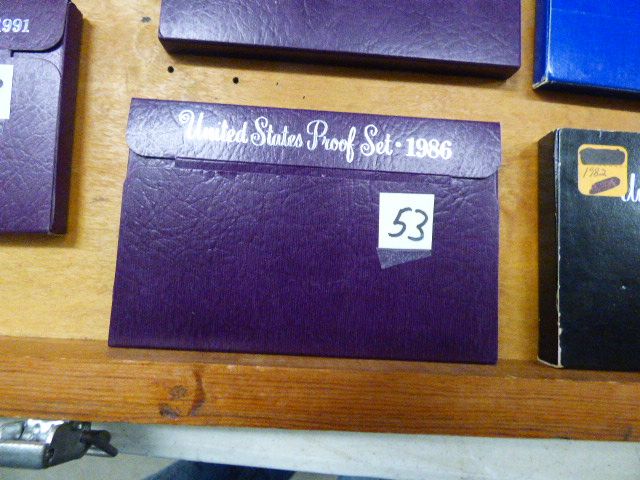 1991
United States Proof Set • 1986
53
1982